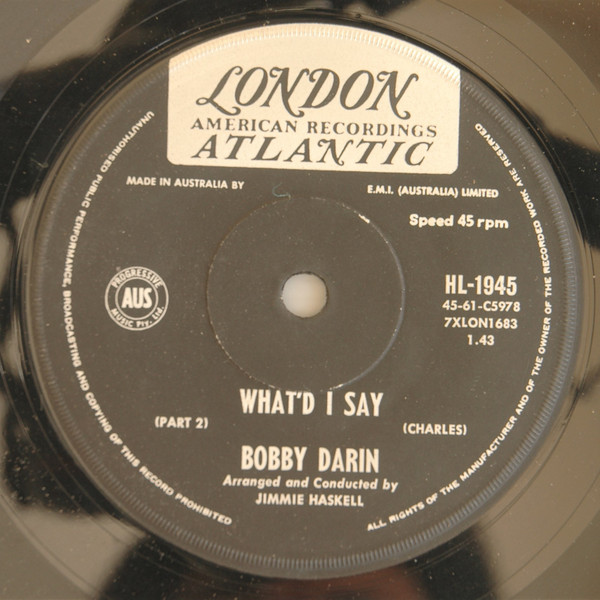 LONDON
AMERICAN RECORDINGS
ATLANTIC
MADE IN AUSTRALIA BY
E.M.I. (AUSTRALIA) LIMITED
Speed 45 rpm
HL-1945
45-61-C5978
7XLON1683
1.43
PROGRESSIVE
AUS
MUSIC Pty. Ltd.
WHAT'D I SAY
(PART 2)
(CHARLES)
BOBBY DARIN
Arranged and Conducted by
JIMMIE HASKELL
UNAUTHORISED PUBLIC PERFORMANCE, BROADCASTING AND COPYING OF THIS RECORD PROHIBITED
ALL RIGHTS OF THE MANUFACTURER AND OF THE OWNER OF THE RECORDED WORK ARE RESERVED